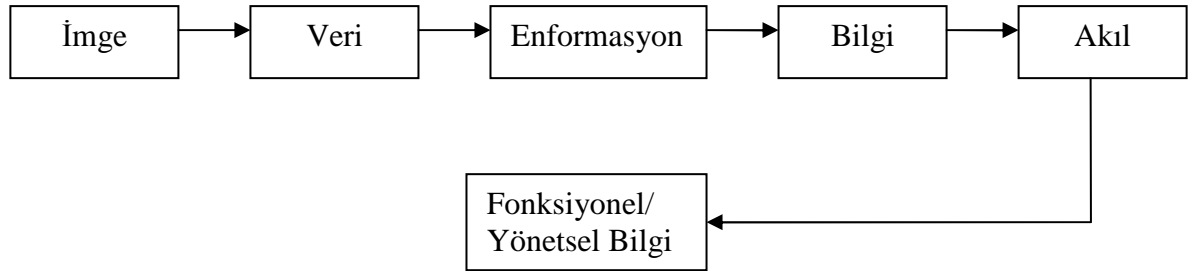 İmge
Veri
Enformasyon
Bilgi
Akıl
Fonksiyonel/
Yönetsel Bilgi